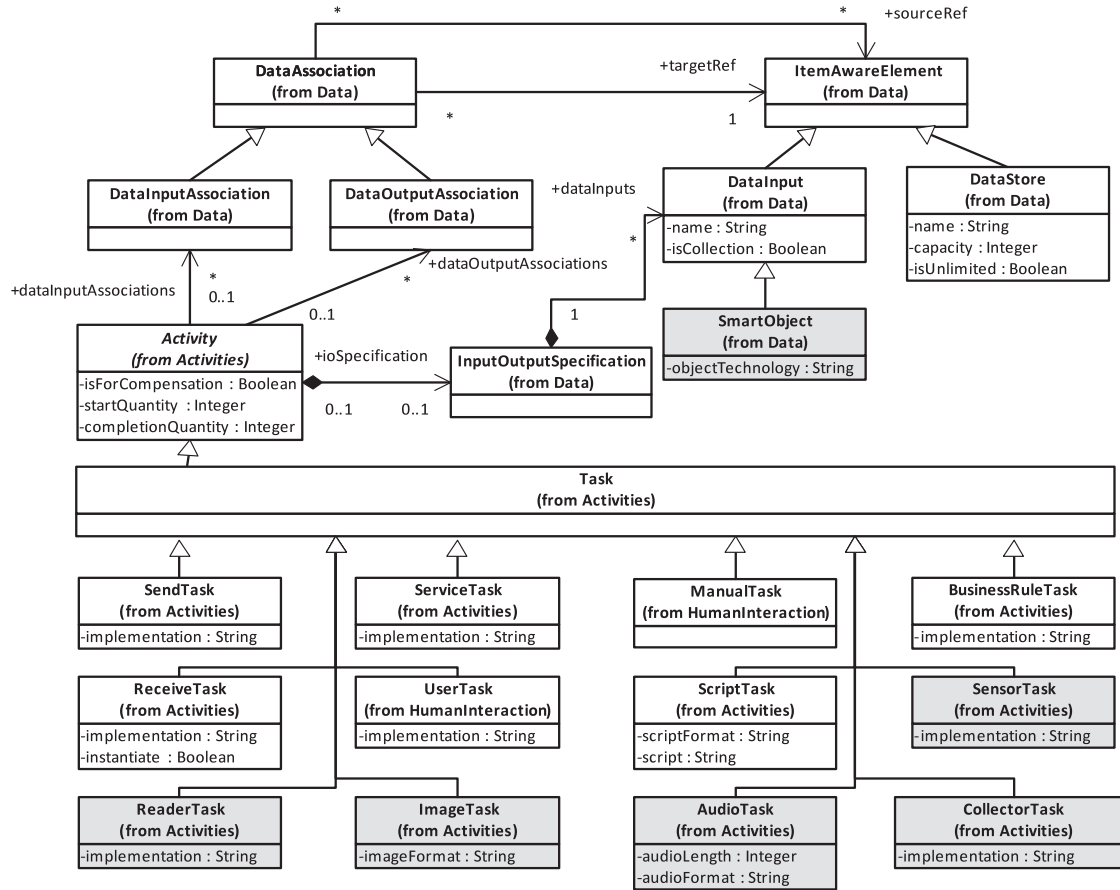 *
*
+sourceRef
DataAssociation
(from Data)
+targetRef
ItemAwareElement
(from Data)
*
1
DataInputAssociation
(from Data)
DataOutputAssociation
(from Data)
+dataInputs
DataInput
(from Data)
-name : String
-isCollection : Boolean
DataStore
(from Data)
-name : String
-capacity : Integer
-isUnlimited : Boolean
*
+dataOutputAssociations
*
*
+dataInputAssociations
0..1
0..1
1
Activity
(from Activities)
-isForCompensation : Boolean
-startQuantity : Integer
-completionQuantity : Integer
+ioSpecification
0..1
0..1
InputOutputSpecification
(from Data)
SmartObject
(from Data)
-objectTechnology : String
Task
(from Activities)
SendTask
(from Activities)
-implementation : String
ServiceTask
(from Activities)
-implementation : String
ManualTask
(from HumanInteraction)
BusinessRuleTask
(from Activities)
-implementation : String
ReceiveTask
(from Activities)
-implementation : String
-instantiate : Boolean
UserTask
(from HumanInteraction)
-implementation : String
ScriptTask
(from Activities)
-scriptFormat : String
-script : String
SensorTask
(from Activities)
-implementation : String
ReaderTask
(from Activities)
-implementation : String
ImageTask
(from Activities)
-imageFormat : String
AudioTask
(from Activities)
-audioLength : Integer
-audioFormat : String
CollectorTask
(from Activities)
-implementation : String